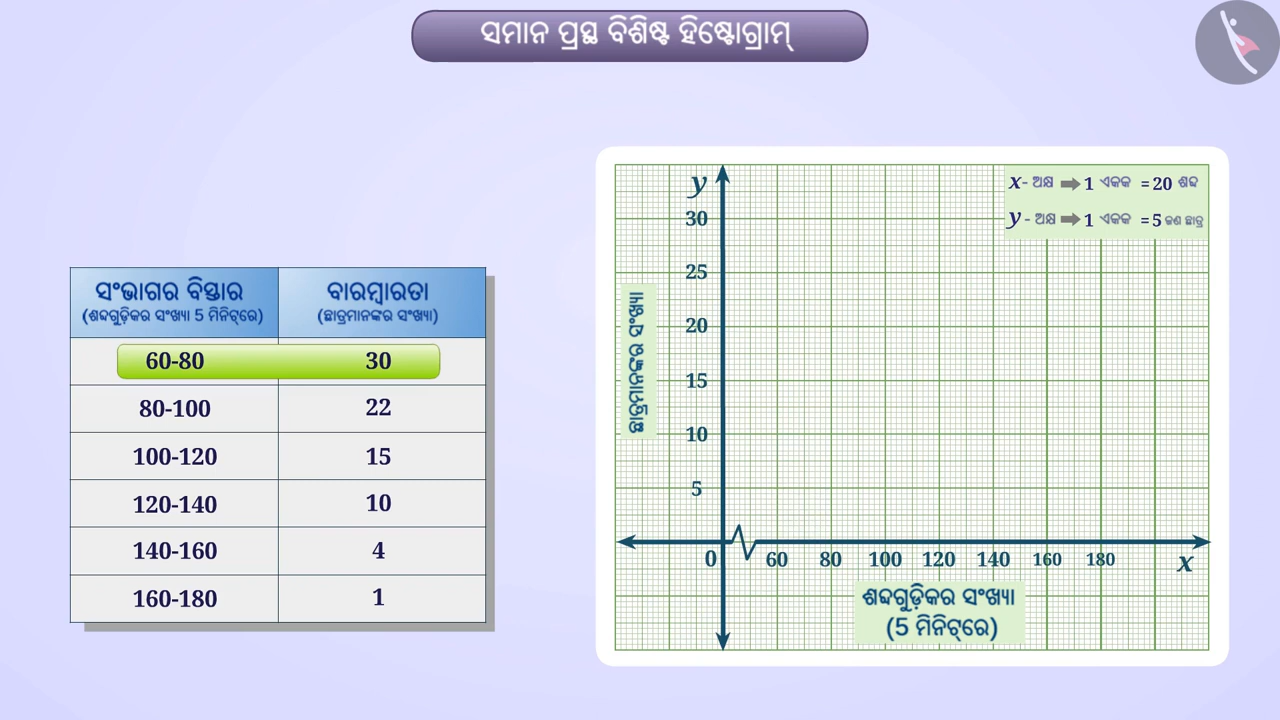 ସମାନ ପ୍ରସ୍ଥ ବିଶିଷ୍ଟ ହିଷ୍ଟୋଗ୍ରାମ୍
ସଂଭାଗର ବିସ୍ତାର ବାରମ୍ବାରତା
(ଶବ୍ଦଗୁଡ଼ିକର ସଂଖ୍ୟା 5 ମିନିଟ୍‌ରେ) (ଛାତ୍ରମାନଙ୍କର ସଂଖ୍ୟା)
60-80 30
80-100 22
100-120 15
120-140 10
140-160 4
160-180 1
x- ଅକ୍ଷ 1 ଏକକ = 20 ଶବ୍ଦ
y - ଅକ୍ଷ 1 ଏକକ = 5 ଜଣ ଛାତ୍ର
y
30
25
20
15
10
5
ଛାତ୍ରମାନଙ୍କର ସଂଖ୍ୟା
0 60 80 100 120 140 160 180 x
ଶବ୍ଦଗୁଡ଼ିକର ସଂଖ୍ୟା
(5 ମିନିଟ୍‌ରେ)